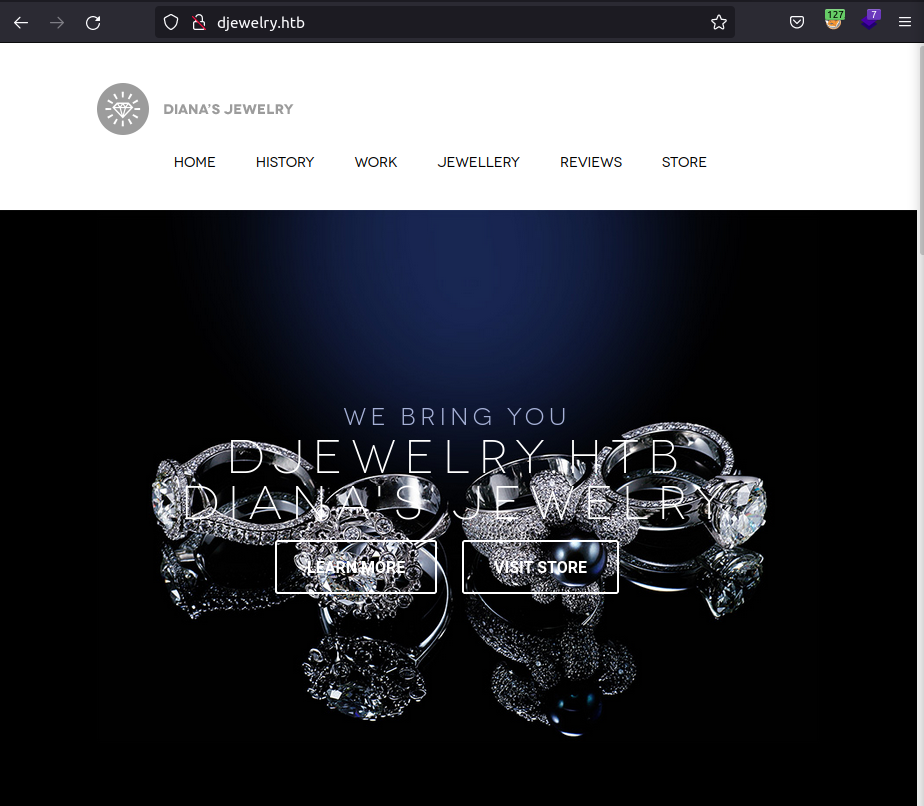 djewelry.htb
127
7
DIANA'S JEWELRY
HOME HISTORY WORK JEWELLERY REVIEWS STORE
WE BRING YOU
DJEWELRY.HTB
DIANA'S JEWELRY
LEARN MORE VISIT STORE